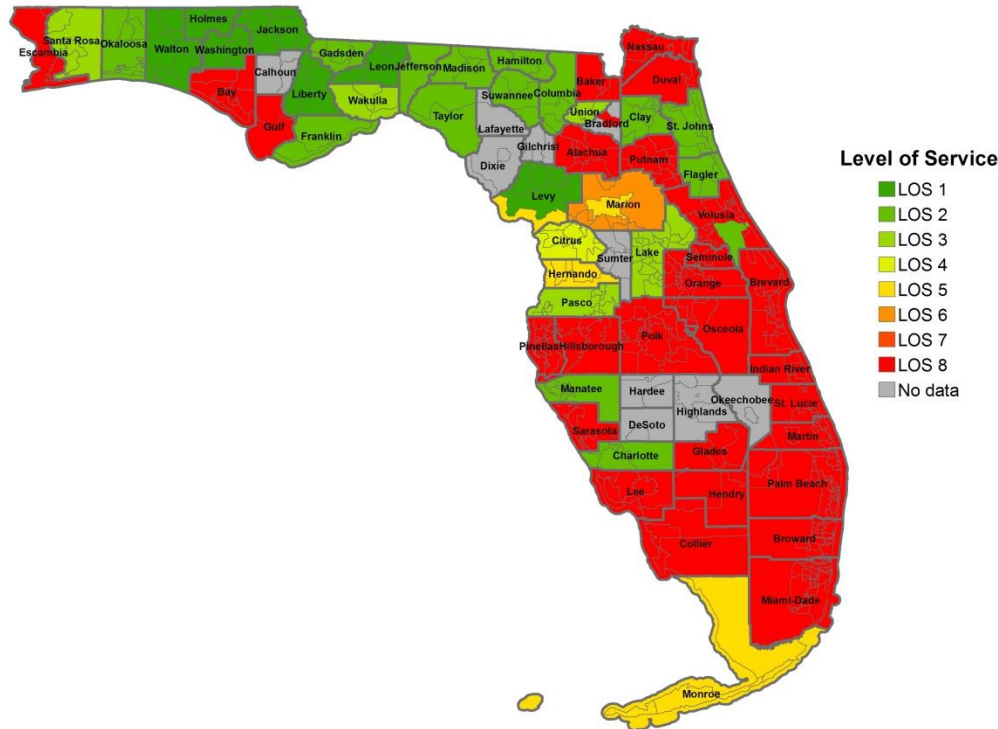 Holmes
Jackson
Santa Rosa
Okaloosa
Walton
Washington
Escambia
Gadsden
Hamilton
Nassau
Leon
Jefferson
Madison
Calhoun
Baker
Duval
Bay
Liberty
Suwannee
Columbia
Wakulla
Taylor
Union
Clay
Bradford
St. Johns
Gulf
Lafayette
Franklin
Gilchrist
Alachua
Putnam
Dixie
Flagler
Levy
Marion
Volusia
Citrus
Sumter
Lake
Seminole
Hernando
Orange
Brevard
Pasco
Osceola
Pinellas
Hillsborough
Polk
Indian River
Manatee
Hardee
Okeechobee
Highlands
St. Lucie
DeSoto
Sarasota
Martin
Charlotte
Glades
Palm Beach
Lee
Hendry
Broward
Collier
Miami-Dade
Monroe
Level of Service
LOS 1
LOS 2
LOS 3
LOS 4
LOS 5
LOS 6
LOS 7
LOS 8
No data